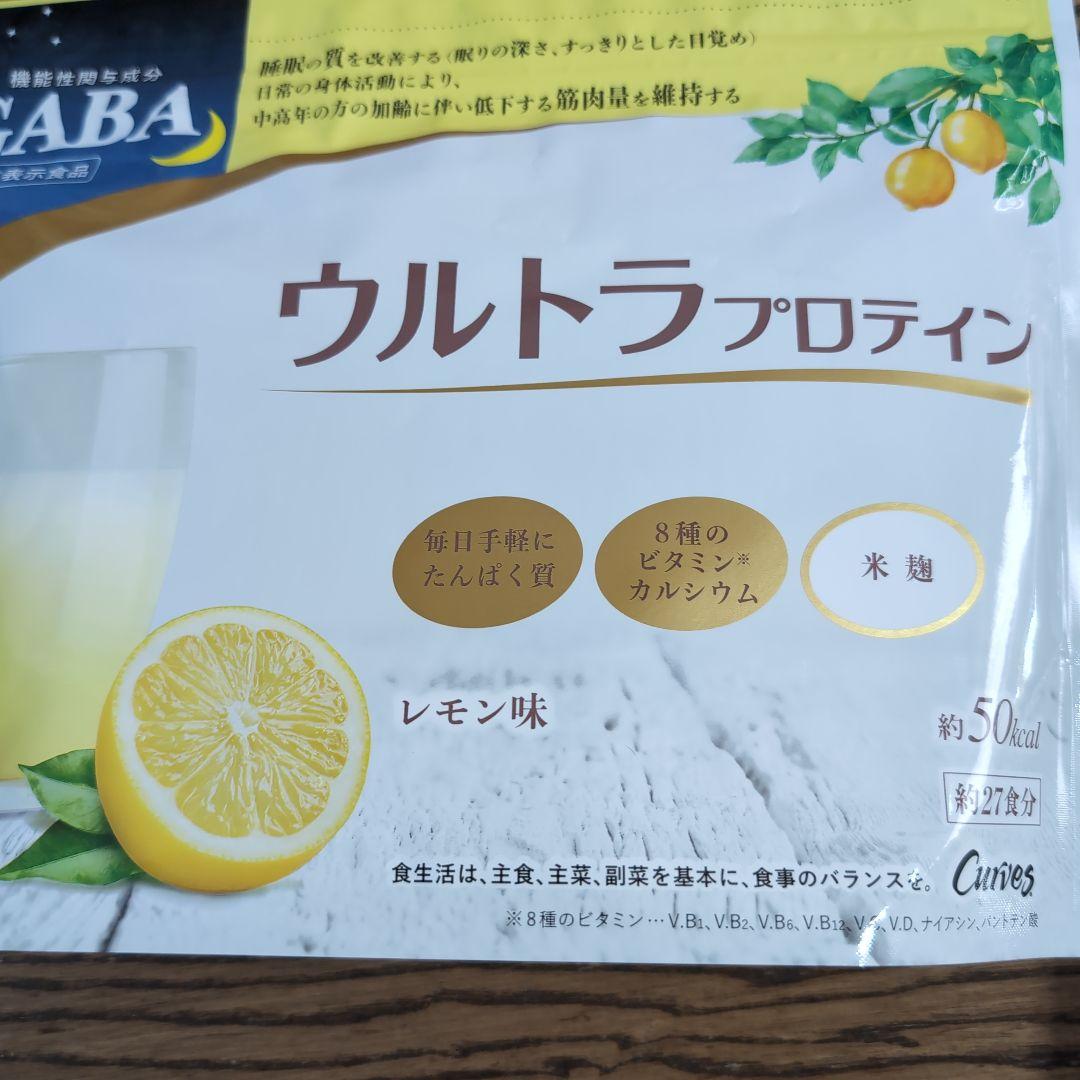 機能性関与成分
GABA
表示食品
睡眠の質を改善する(眠りの深さ、すっきりとした目覚め)
日常の身体活動により、
中高年の方の加齢に伴い低下する筋肉量を維持する
ウルトラプロテイン
毎日手軽に
たんぱく質
8種の
ビタミン※
カルシウム
米麹
レモン味
約50kcal
約27食分
食生活は、主食、主菜、副菜を基本に、食事のバランスを。
Curves
※8種のビタミン…V.B1、V.B2、V.B6、V.B12、V.C、V.D、ナイアシン、パントテン酸